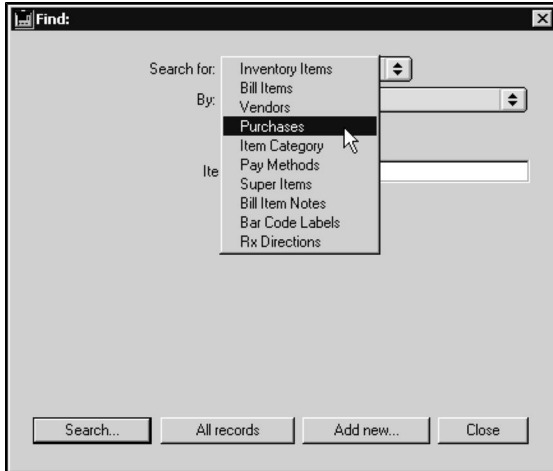 Find:
Search for:
By:
Inventory Items
Bill Items
Vendors
Purchases
Item Category
Pay Methods
Super Items
Bill Item Notes
Bar Code Labels
Rx Directions
Ite
Search...
All records
Add new...
Close